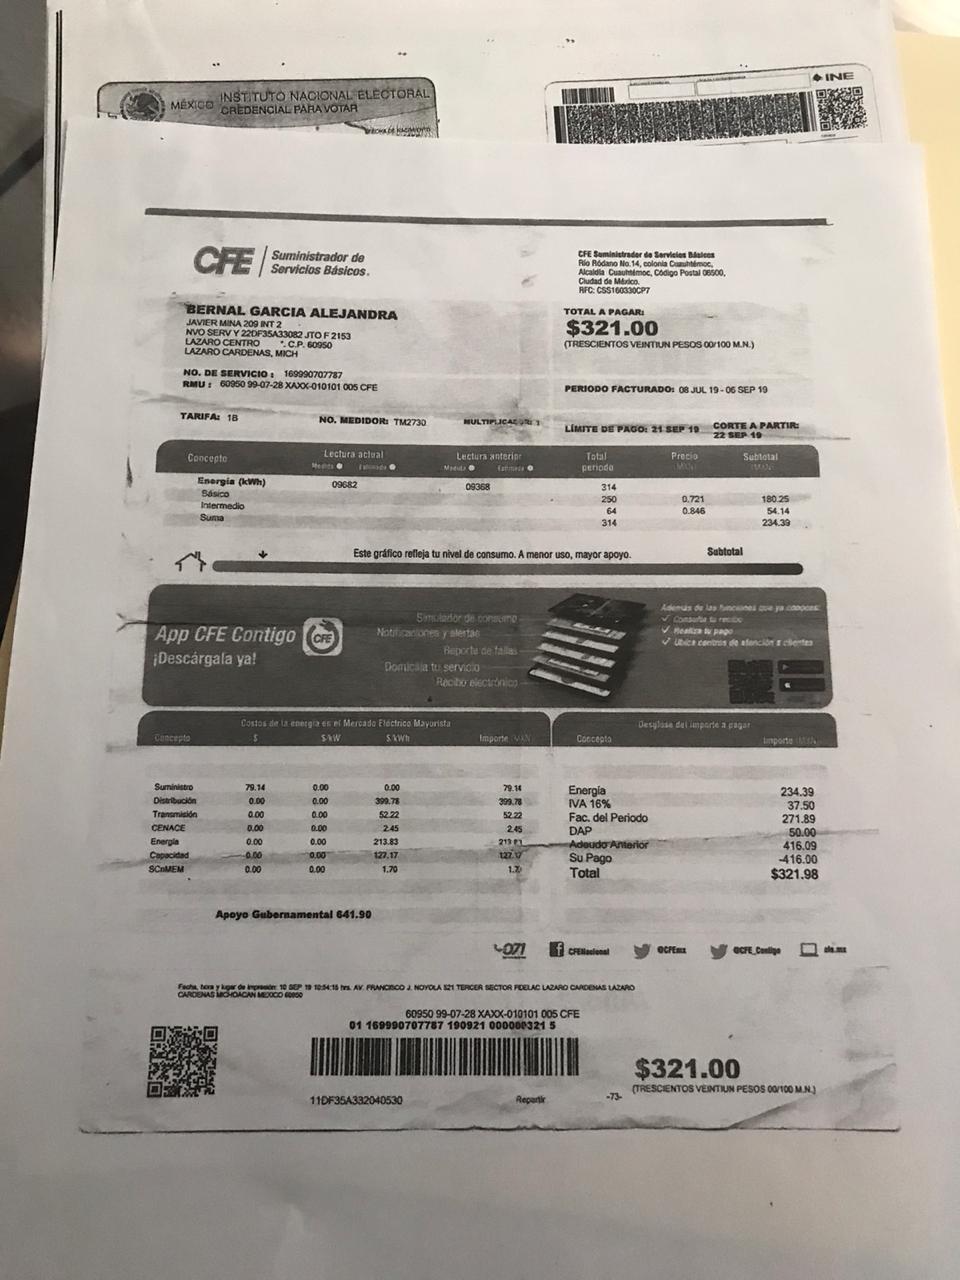 MÉXICO INSTITUTO NACIONAL ELECTORAL
CREDENCIAL PARA VOTAR
FECHA DE NACIMIENTO
INE
CFE Suministrador de
Servicios Básicos.
CFE Suministrador de Servicios Básicos
Río Ródano No.14, colonia Cuauhtémoc,
Alcaldía Cuauhtémoc, Código Postal 06500,
Ciudad de México.
RFC: CSS160330CP7
BERNAL GARCIA ALEJANDRA
JAVIER MINA 209 INT 2
NVO SERV Y 22DF35A33082 JTO F 2153
LAZARO CENTRO *. C.P. 60950
LAZARO CARDENAS, MICH
TOTAL A PAGAR:
$321.00
(TRESCIENTOS VEINTIUN PESOS 00/100 M.N.)
NO. DE SERVICIO : 169990707787
RMU : 60950 99-07-28 XAXX-010101 005 CFE
PERIODO FACTURADO: 08 JUL 19 - 06 SEP 19
TARIFA: 1B NO. MEDIDOR: TM2730 MULTIPLICADOR: 1
LÍMITE DE PAGO: 21 SEP 19 CORTE A PARTIR:
22 SEP 19
Concepto Lectura actual Lectura anterior Total periodo Precio Subtotal
Medida Estimada Medida Estimada (MXN) (MXN)
Energía (kWh) 09682 09368 314
Básico 250 0.721 180.25
Intermedio 64 0.846 54.14
Suma 314 234.39
Este gráfico refleja tu nivel de consumo. A menor uso, mayor apoyo. Subtotal
App CFE Contigo CFE
¡Descárgala ya!
Simulador de consumo
Notificaciones y alertas
Reporte de fallas
Domicilia tu servicio
Recibo electrónico
Además de las funciones que ya conoces:
✓ Consulta tu recibo
✓ Realiza tu pago
✓ Ubica centros de atención a clientes
Costos de la energía en el Mercado Eléctrico Mayorista
Concepto $ $/kW $/kWh Importe (MXN)
Suministro 79.14 0.00 0.00 79.14
Distribución 0.00 0.00 399.78 399.78
Transmisión 0.00 0.00 52.22 52.22
CENACE 0.00 0.00 2.45 2.45
Energía 0.00 0.00 213.83 213.83
Capacidad 0.00 0.00 127.17 127.17
SCnMEM 0.00 0.00 1.70 1.70
Desglose del importe a pagar
Concepto Importe (MXN)
Energía 234.39
IVA 16% 37.50
Fac. del Periodo 271.89
DAP 50.00
Adeudo Anterior 416.09
Su Pago -416.00
Total $321.98
Apoyo Gubernamental 641.90
071 CFENacional @CFEmx @CFE_Contigo cfe.mx
Fecha, hora y lugar de impresión: 10 SEP 19 10:54:15 hrs. AV. FRANCISCO J. NOYOLA 521 TERCER SECTOR FIDELAC LAZARO CARDENAS LAZARO
CARDENAS MICHOACAN MEXICO 60950
60950 99-07-28 XAXX-010101 005 CFE
01 169990707787 190921 000000321 5
$321.00
(TRESCIENTOS VEINTIUN PESOS 00/100 M.N.)
11DF35A332040530 Repartir -73-